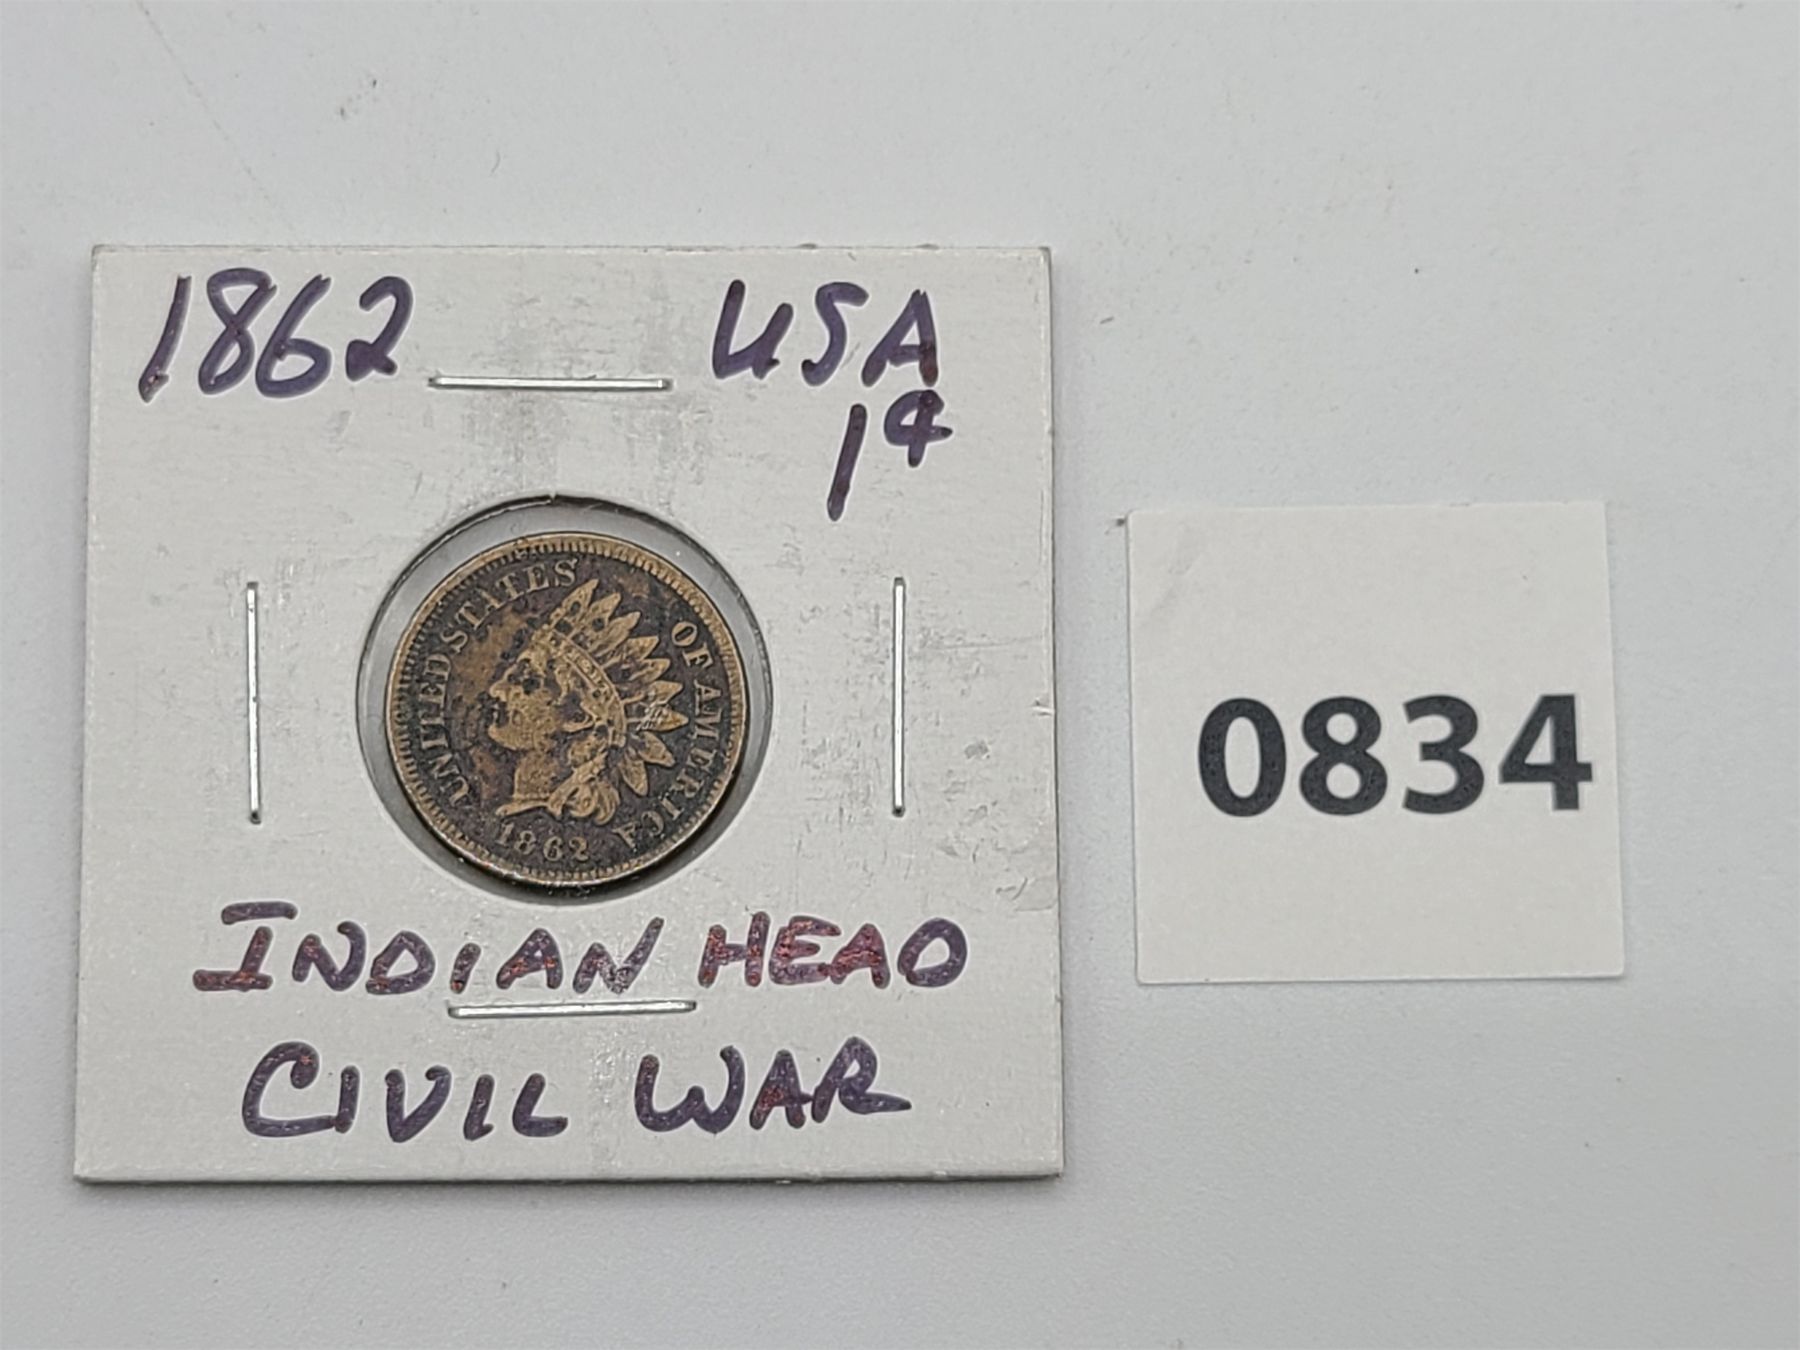 1862 USA
1¢
UNITED STATES OF AMERICA
1862
INDIAN HEAD
CIVIL WAR
0834